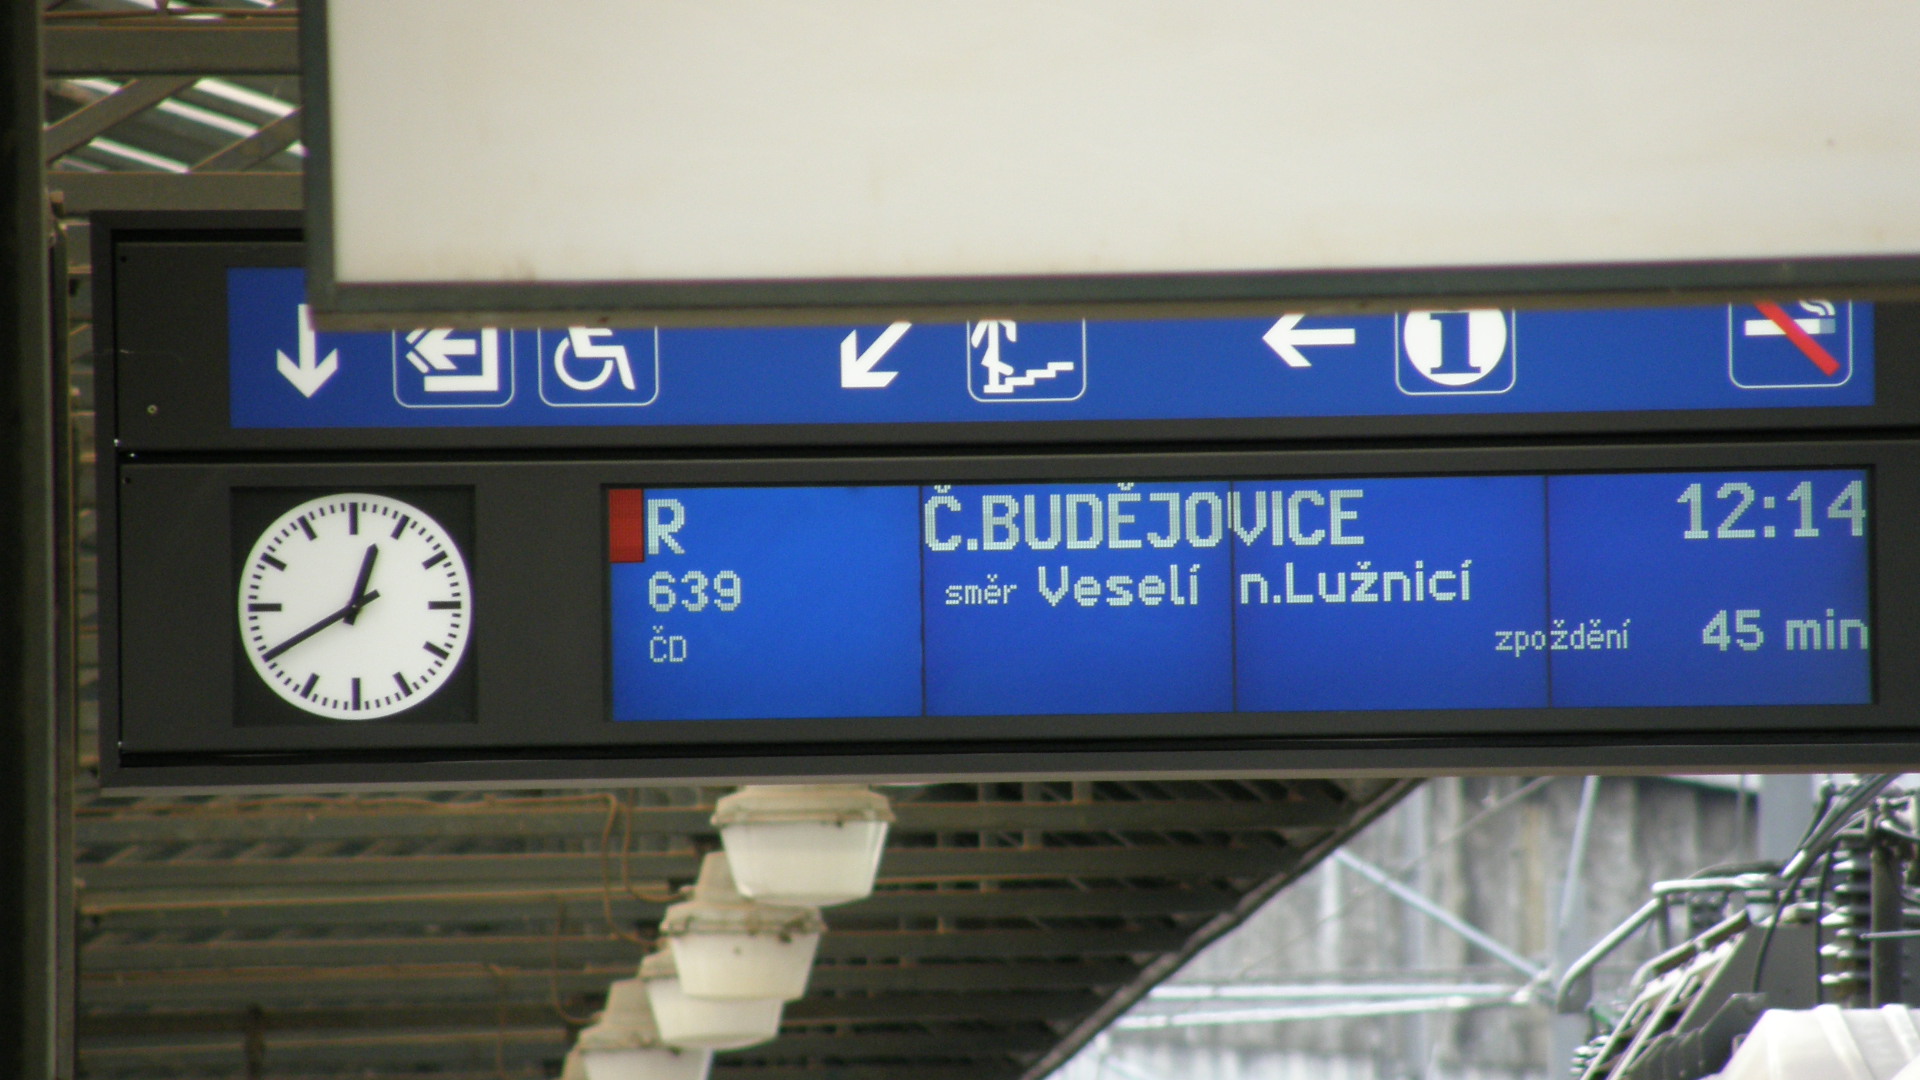 i
R Č.BUDĚJOVICE 12:14
639 směr Veselí n.Lužnicí
ČD zpoždění 45 min